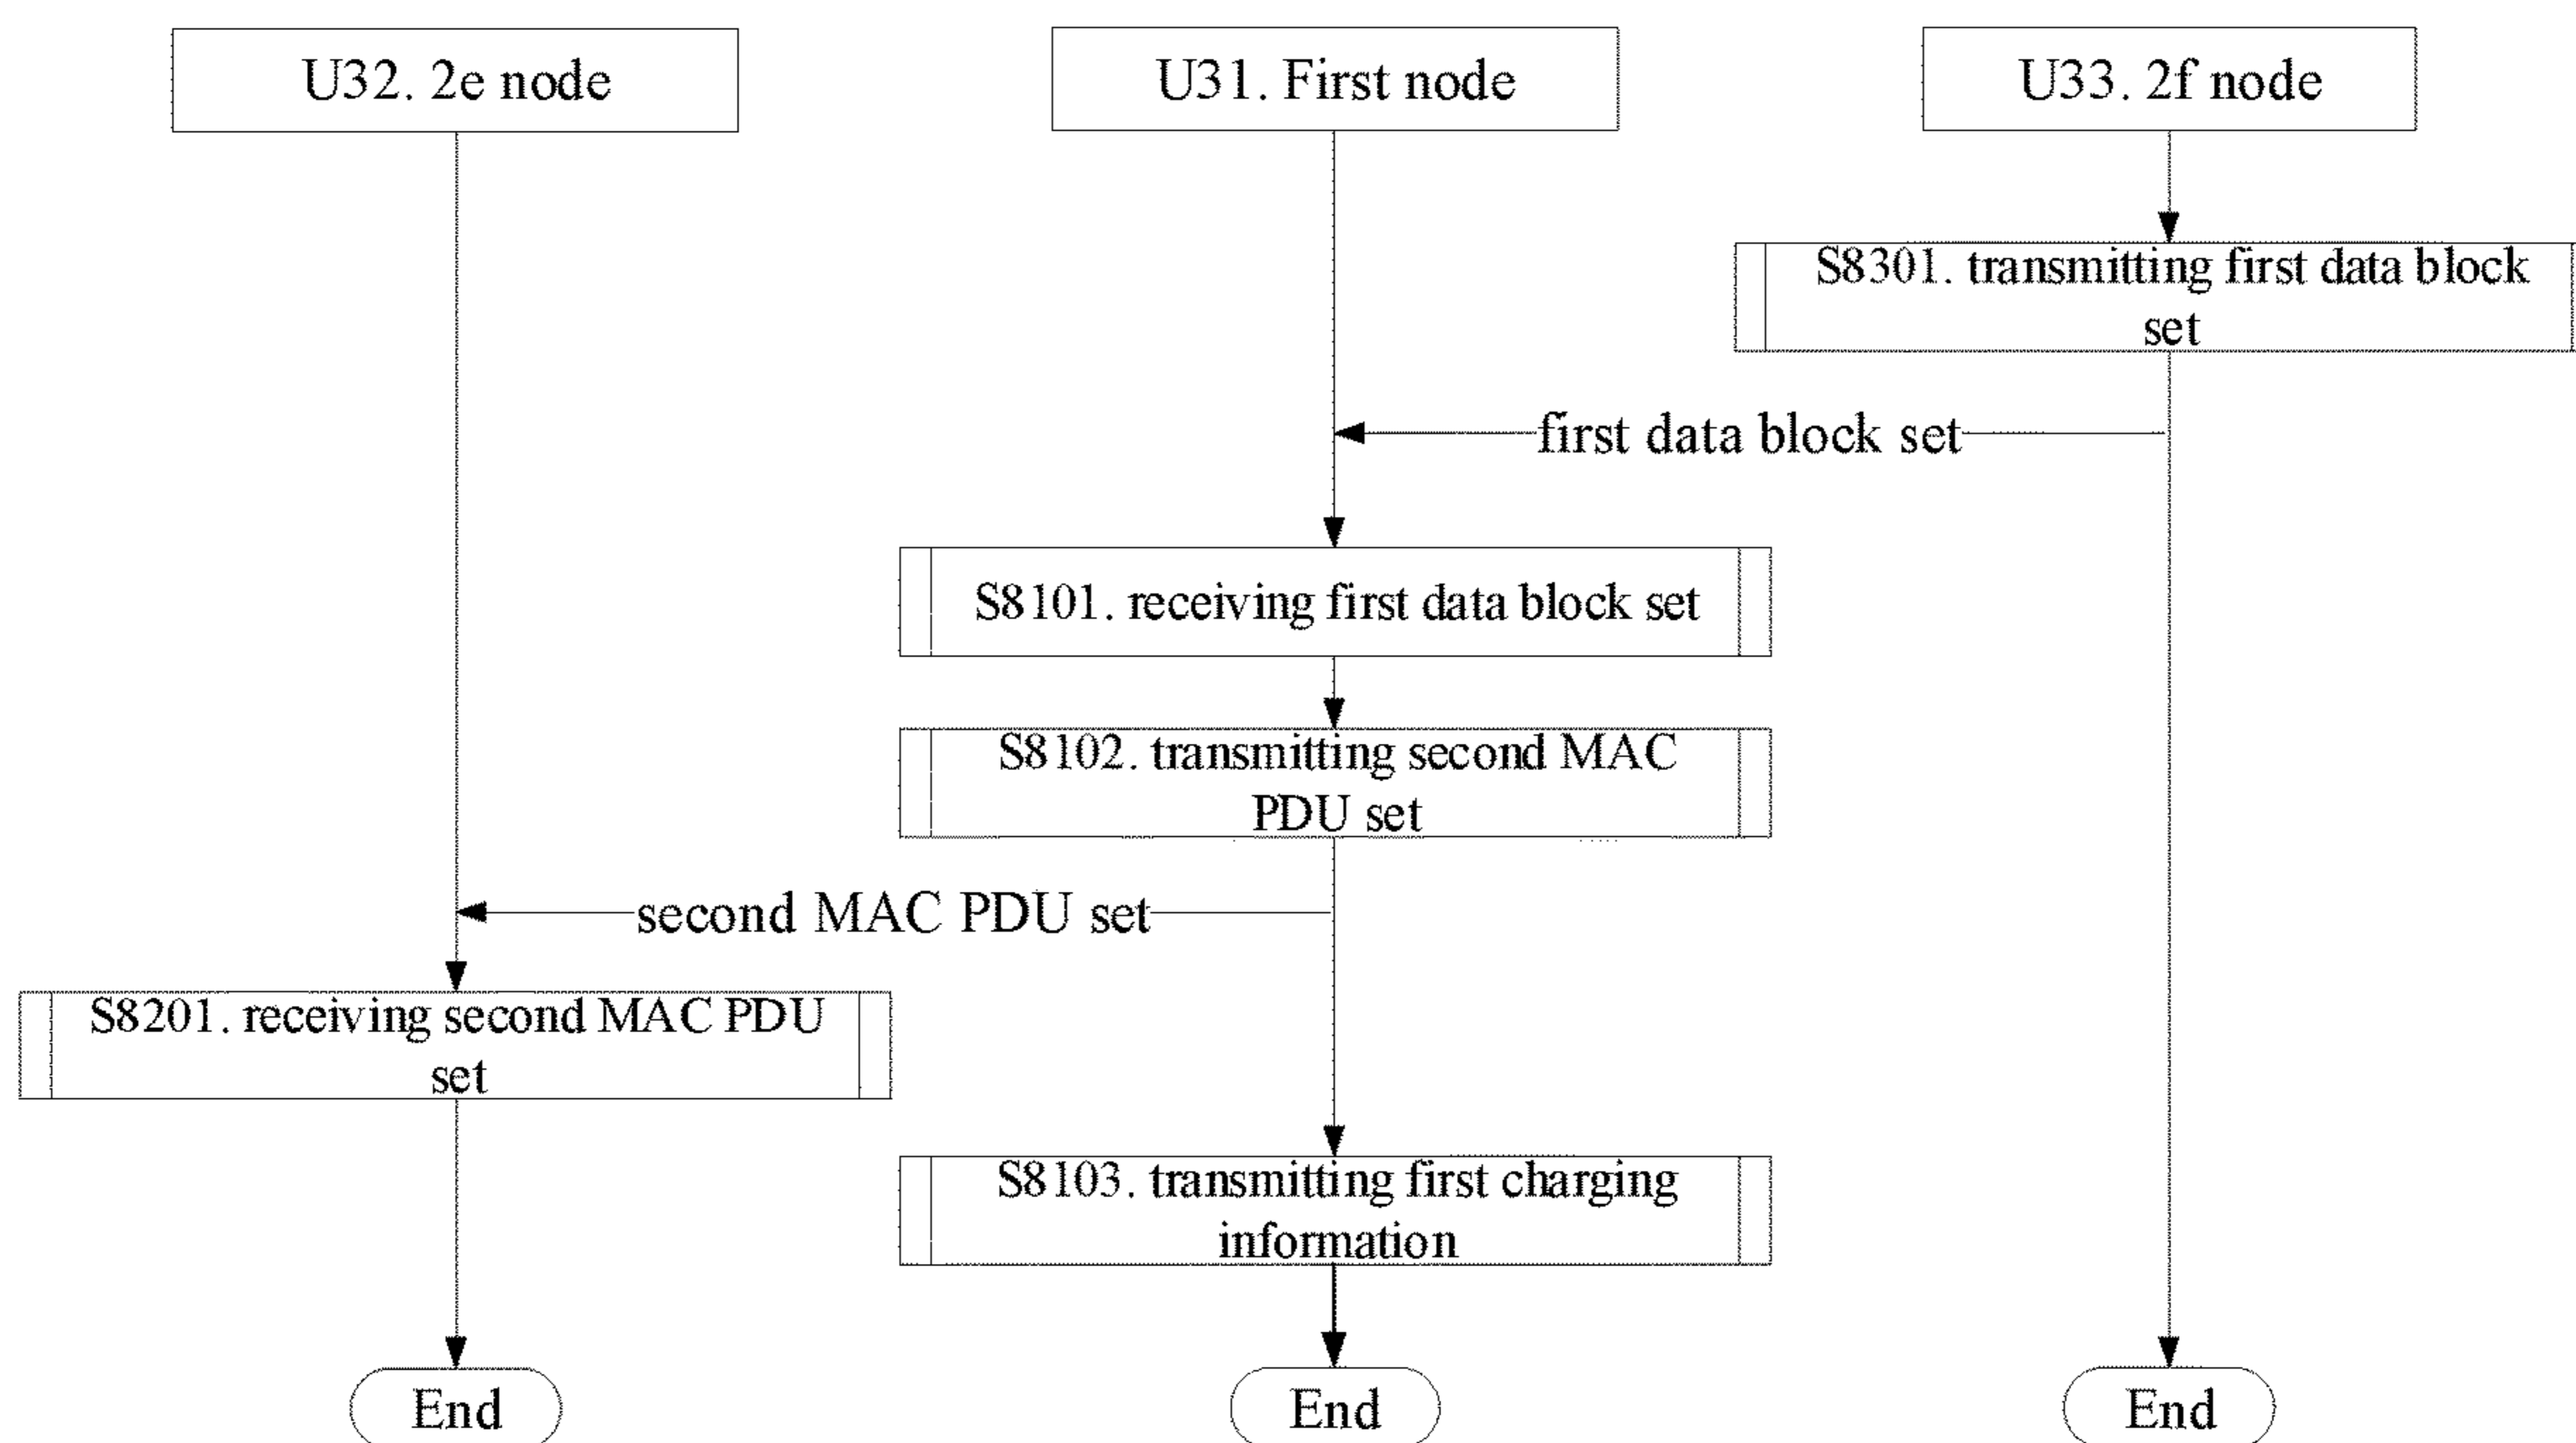 U32. 2e node
U31. First node
U33. 2f node
S8301. transmitting first data block
set
first data block set
S8101. receiving first data block set
S8102. transmitting second MAC
PDU set
second MAC PDU set
S8201. receiving second MAC PDU
set
S8103. transmitting first charging
information
End
End
End